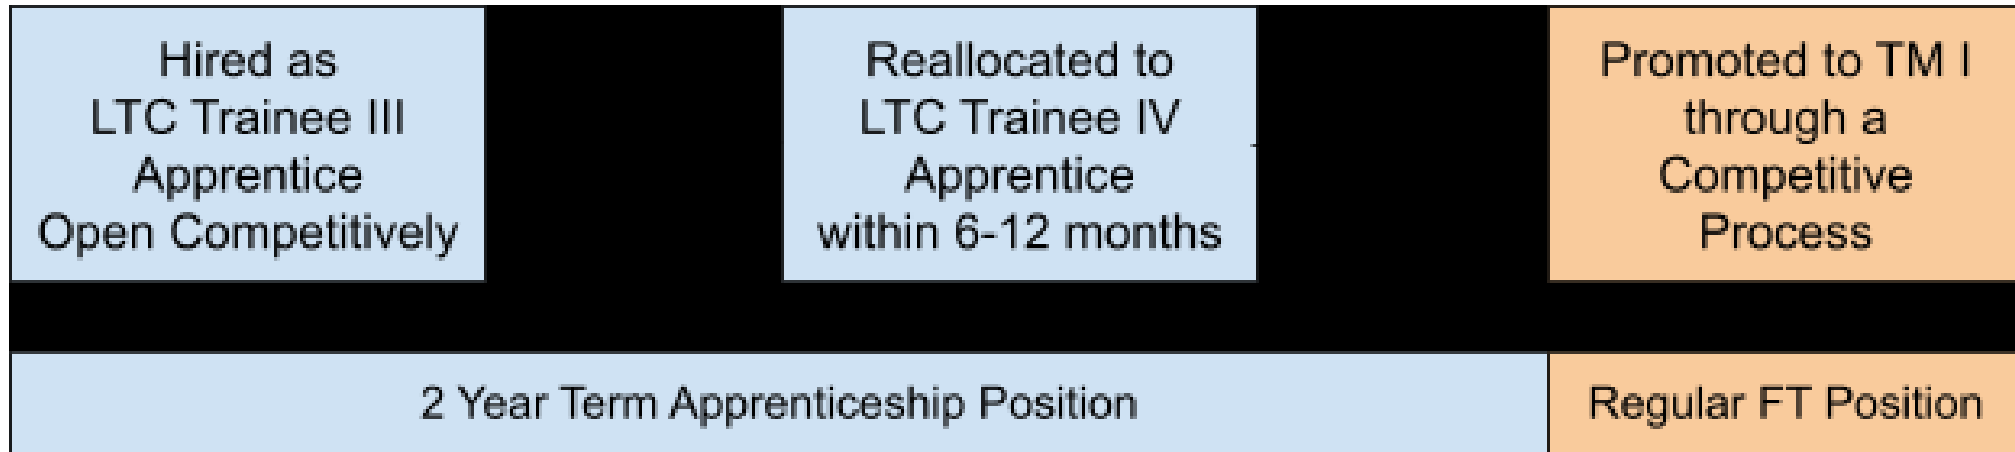 Hired as
LTC Trainee III
Apprentice
Open Competitively
Reallocated to
LTC Trainee IV
Apprentice
within 6-12 months
Promoted to TM I
through a
Competitive
Process
2 Year Term Apprenticeship Position
Regular FT Position